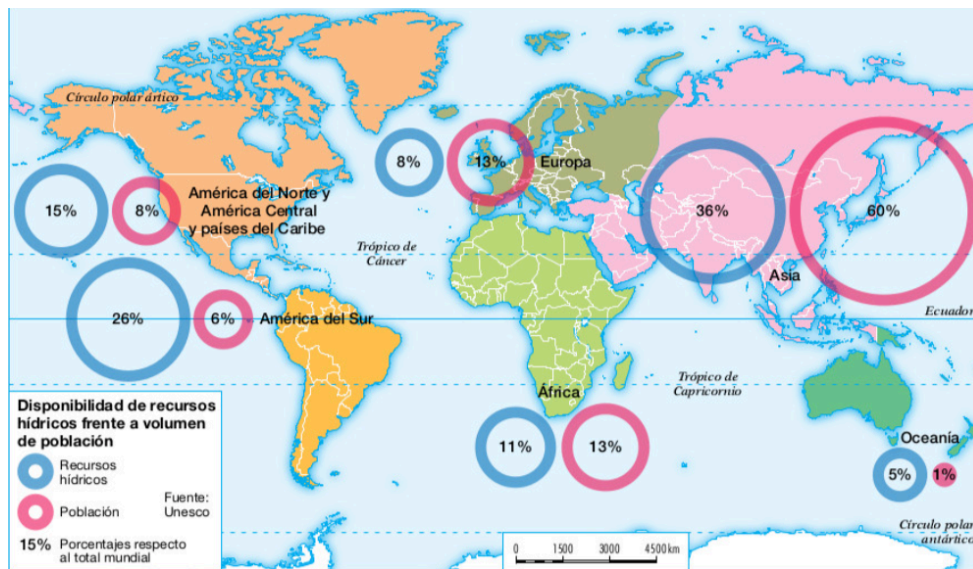 Círculo polar ártico
8%
13%
Europa
15%
8%
América del Norte y
América Central
y países del Caribe
36%
60%
Trópico de
Cáncer
Asia
26%
6%
América del Sur
Ecuador
África
Trópico de
Capricornio
11%
13%
Oceanía
5%
1%
Círculo polar
antártico
Disponibilidad de recursos
hídricos frente a volumen
de población
Recursos
hídricos
Población
Fuente:
Unesco
15% Porcentajes respecto
al total mundial
0 1500 3000 4500 km